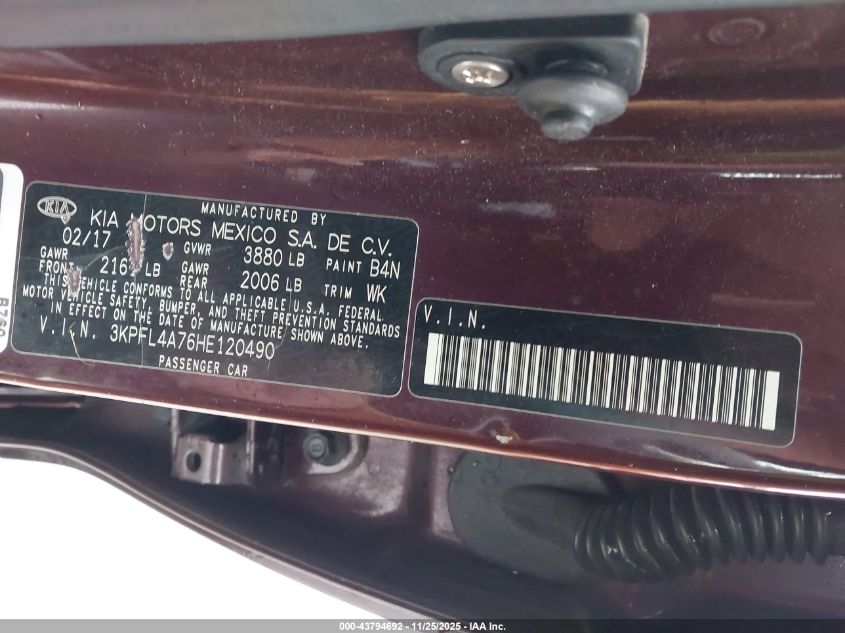 KIA
MANUFACTURED BY
KIA MOTORS MEXICO S.A. DE C.V.
02/17 GVWR 3880 LB PAINT B4N
GAWR FRONT LB GAWR REAR 2006 LB TRIM WK
THIS VEHICLE CONFORMS TO ALL APPLICABLE U.S.A. FEDERAL
MOTOR VEHICLE SAFETY, BUMPER, AND THEFT PREVENTION STANDARDS
IN EFFECT ON THE DATE OF MANUFACTURE SHOWN ABOVE.
V.I.N. 3KPFL4A76HE120490
PASSENGER CAR
V.I.N.
000-43794692 - 11/25/2025 - IAA Inc.